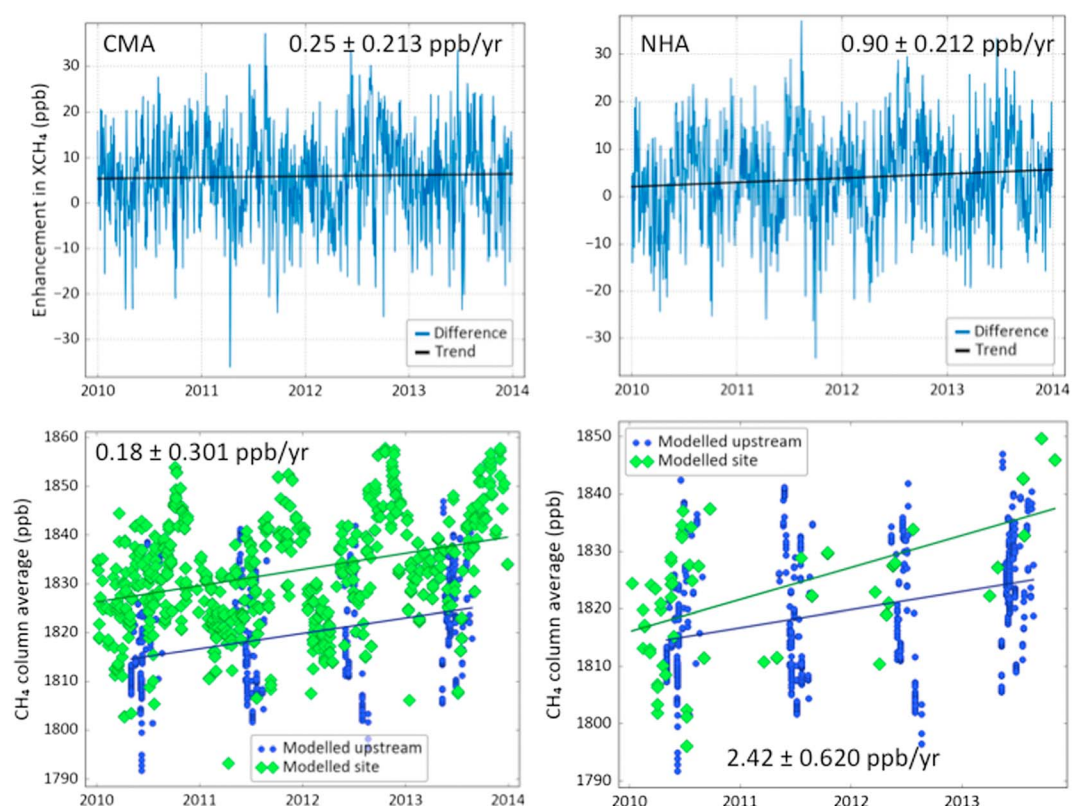 CMA 0.25 ± 0.213 ppb/yr
Enhancement in XCH₄ (ppb)
30
20
10
0
−10
−20
−30
Difference
Trend
2010 2011 2012 2013 2014
NHA 0.90 ± 0.212 ppb/yr
30
20
10
0
−10
−20
−30
Difference
Trend
2010 2011 2012 2013 2014
0.18 ± 0.301 ppb/yr
CH₄ column average (ppb)
1860
1850
1840
1830
1820
1810
1800
1790
Modelled upstream
Modelled site
2010 2011 2012 2013 2014
Modelled upstream
Modelled site
CH₄ column average (ppb)
1850
1840
1830
1820
1810
1800
1790
2.42 ± 0.620 ppb/yr
2010 2011 2012 2013